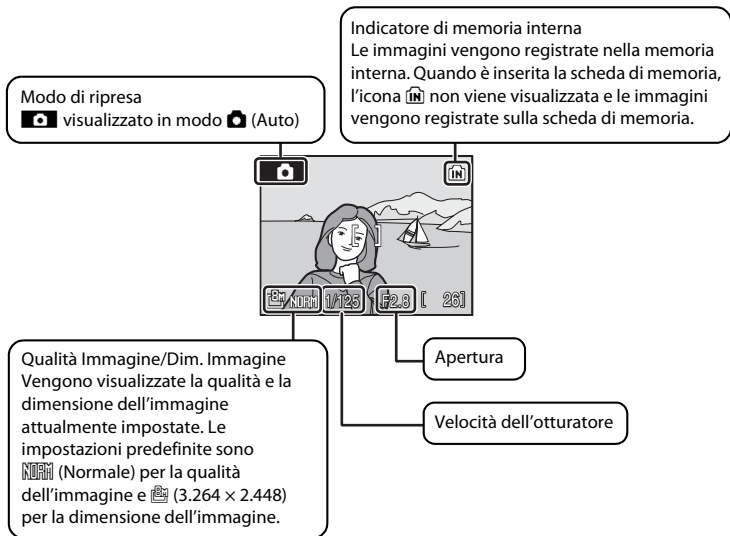 Indicatore di memoria interna
Le immagini vengono registrate nella memoria
interna. Quando è inserita la scheda di memoria,
l'icona IN non viene visualizzata e le immagini
vengono registrate sulla scheda di memoria.
Modo di ripresa
visualizzato in modo (Auto)
IN
8M NORM 1/125 F2.8 [ 26]
Qualità Immagine/Dim. Immagine
Vengono visualizzate la qualità e la
dimensione dell'immagine
attualmente impostate. Le
impostazioni predefinite sono
NORM (Normale) per la qualità
dell'immagine e 8M (3.264 × 2.448)
per la dimensione dell'immagine.
Apertura
Velocità dell'otturatore